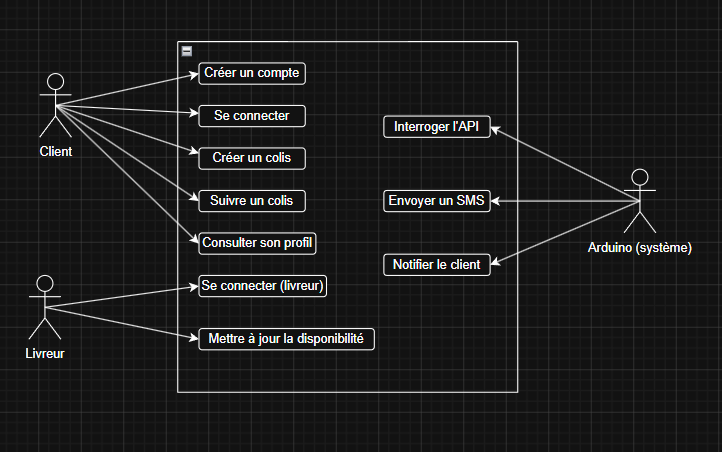 Créer un compte
Se connecter
Créer un colis
Suivre un colis
Consulter son profil
Se connecter (livreur)
Mettre à jour la disponibilité
Interroger l'API
Envoyer un SMS
Notifier le client
Client
Livreur
Arduino (système)